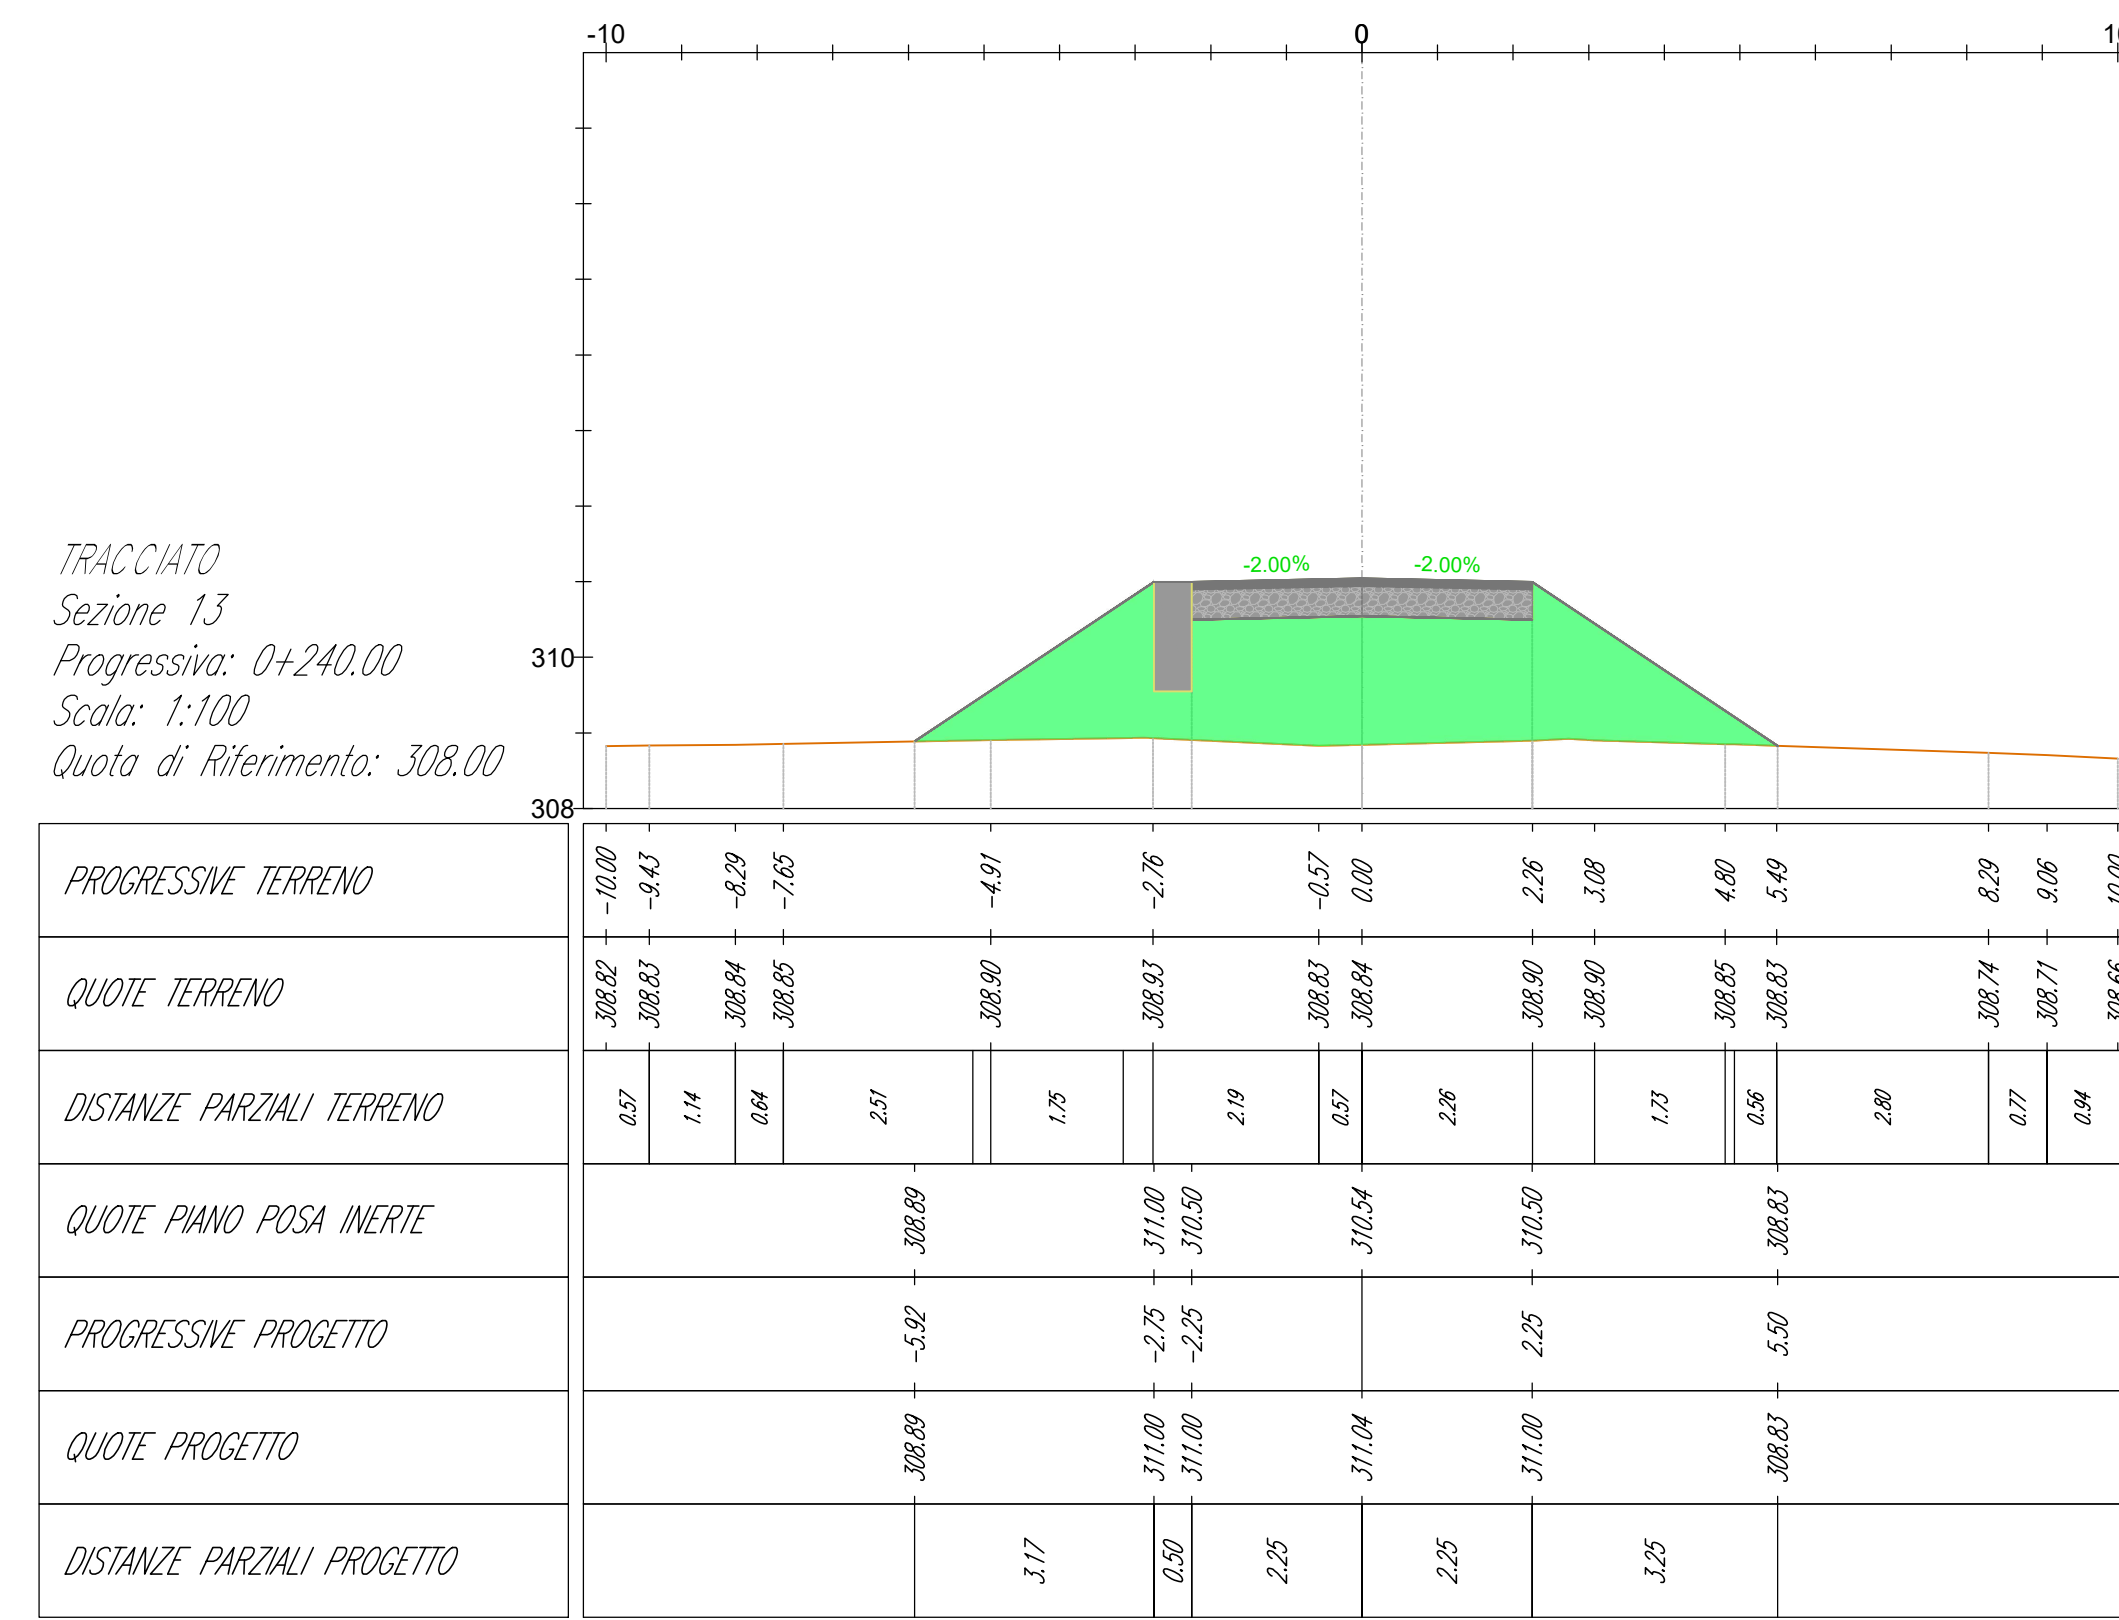 -10 0
-2.00% -2.00%
TRACCIATO
Sezione 13
Progressiva: 0+240.00
Scala: 1:100
Quota di Riferimento: 308.00
310
308
PROGRESSIVE TERRENO -10.00 -9.43 -8.29 -7.65 -4.91 -2.76 -0.57 0.00 2.26 3.08 4.80 5.49 8.29 9.06 10.00
QUOTE TERRENO 308.82 308.83 308.84 308.85 308.90 308.93 308.83 308.84 308.90 308.90 308.85 308.83 308.74 308.71 308.66
DISTANZE PARZIALI TERRENO 0.57 1.14 0.64 2.51 1.75 2.19 0.57 2.26 1.73 0.56 2.80 0.77 0.94
QUOTE PIANO POSA INERTE 308.89 311.00 310.50 310.54 310.50 308.83
PROGRESSIVE PROGETTO -5.92 -2.75 -2.25 2.25 5.50
QUOTE PROGETTO 308.89 311.00 311.00 311.04 311.00 308.83
DISTANZE PARZIALI PROGETTO 3.17 0.50 2.25 2.25 3.25